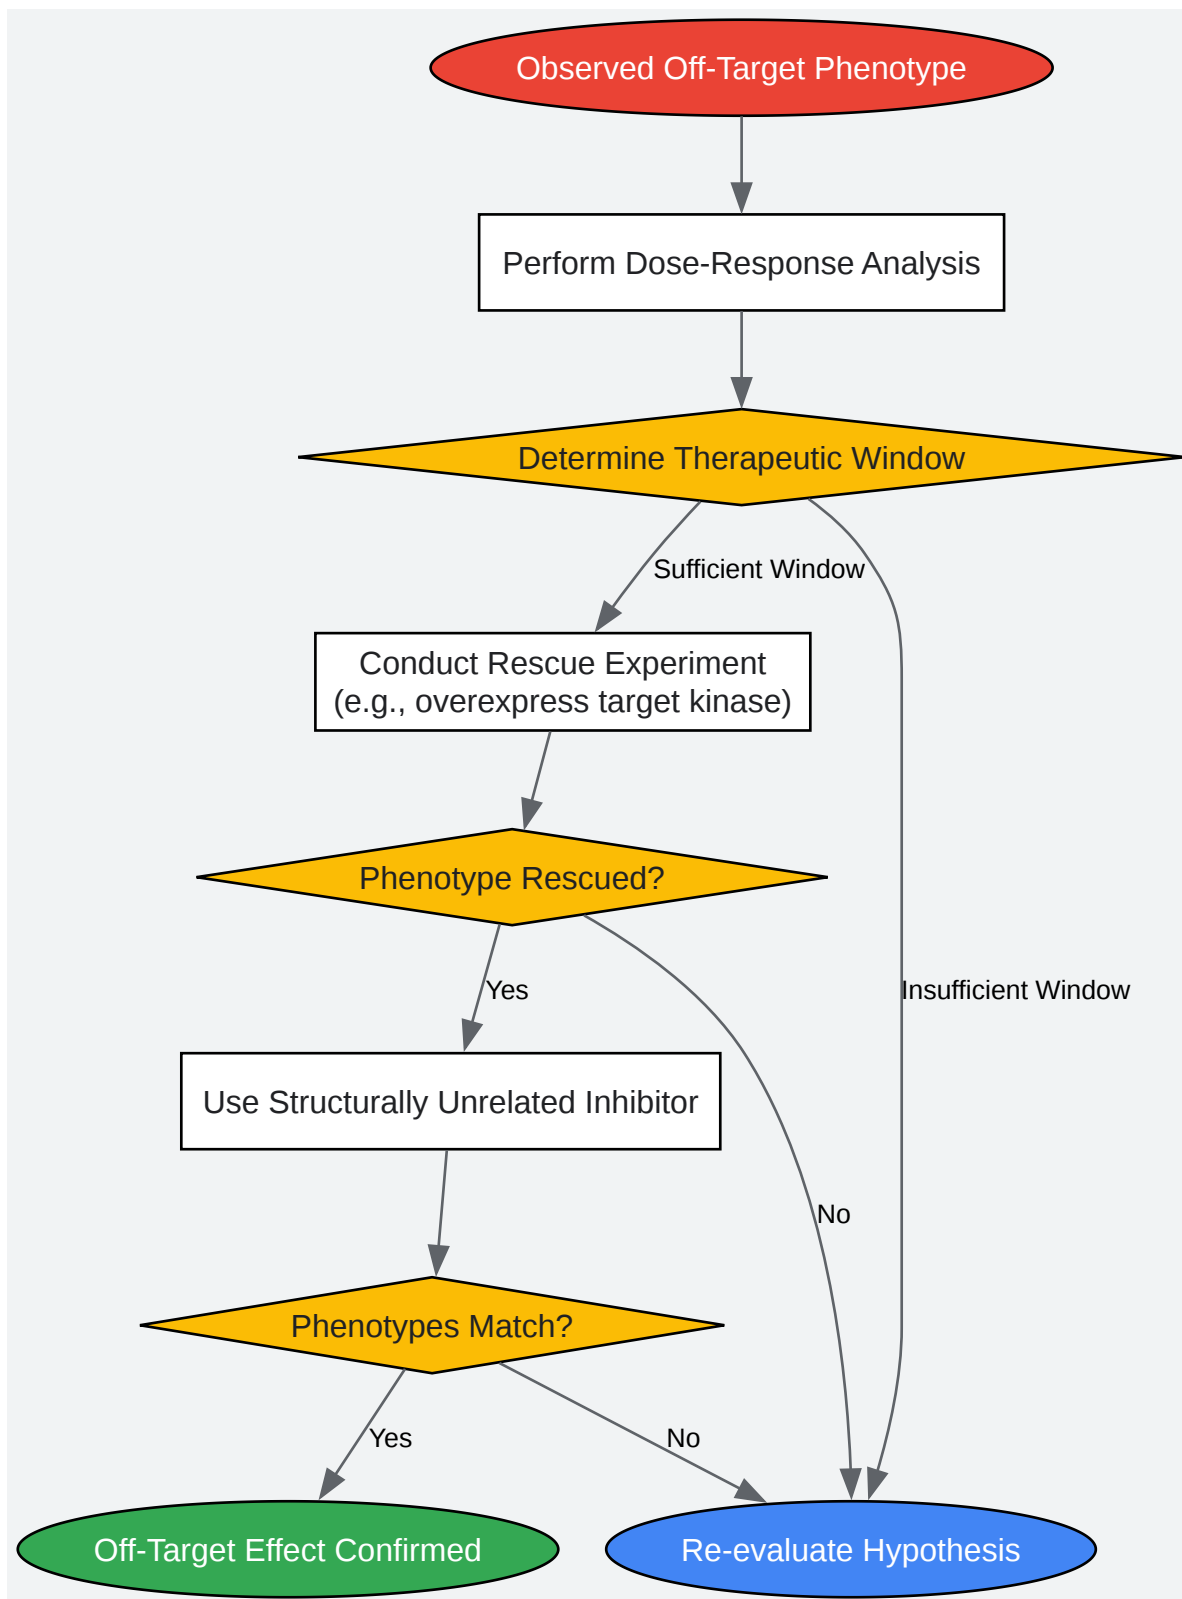 Observed Off-Target Phenotype
Perform Dose-Response Analysis
Determine Therapeutic Window
Sufficient Window
Conduct Rescue Experiment
(e.g., overexpress target kinase)
Phenotype Rescued?
Yes
Insufficient Window
Use Structurally Unrelated Inhibitor
No
Phenotypes Match?
Yes
No
Off-Target Effect Confirmed
Re-evaluate Hypothesis